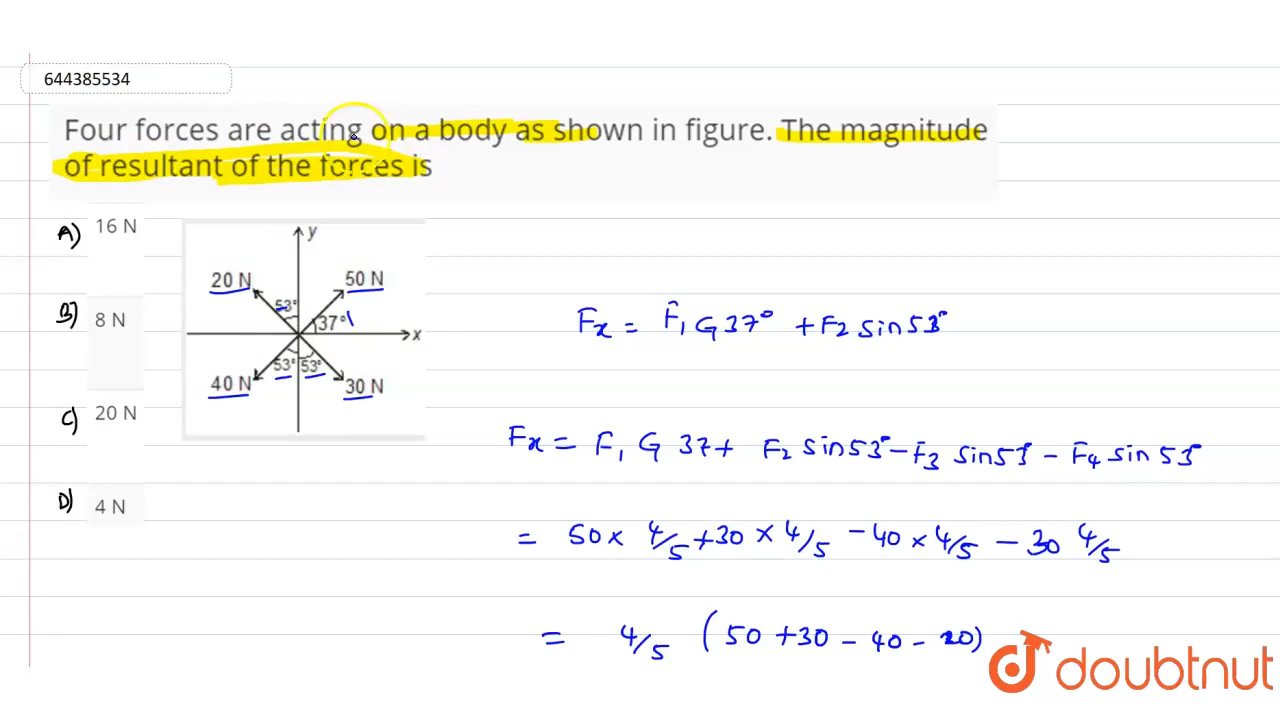 644385534
Four forces are acting on a body as shown in figure. The magnitude
of resultant of the forces is
A) 16 N
B) 8 N
C) 20 N
D) 4 N
y
20 N
50 N
53°
37°
x
53° 53°
40 N
30 N
Fx = F1 C 37° + F2 sin 53°
Fx = F1 C 37 + F2 sin 53° - F3 sin 53° - F4 sin 53°
= 50 × 4/5 + 30 × 4/5 - 40 × 4/5 - 30 4/5
= 4/5 (50 + 30 - 40 - 20)
doubtnut